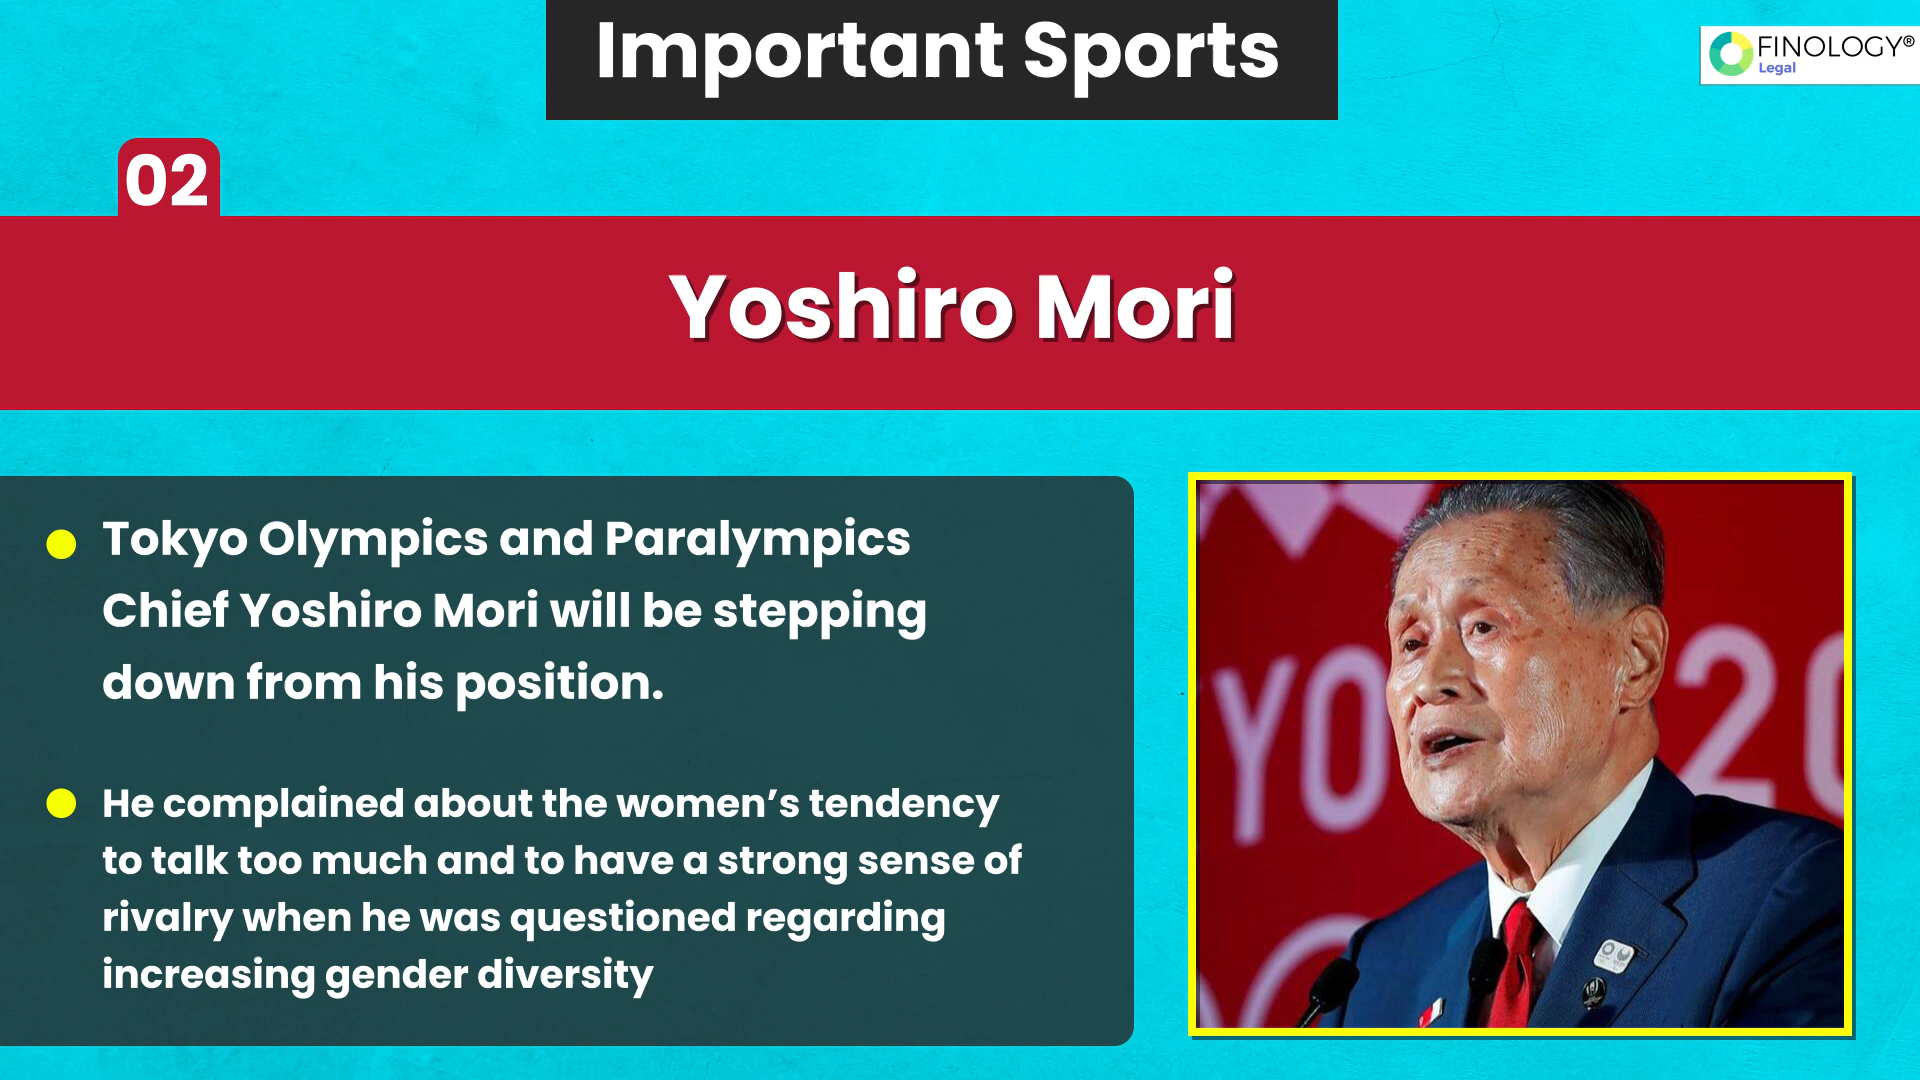 Important Sports
FINOLOGY®
Legal
02
Yoshiro Mori
Tokyo Olympics and Paralympics
Chief Yoshiro Mori will be stepping
down from his position.
He complained about the women’s tendency
to talk too much and to have a strong sense of
rivalry when he was questioned regarding
increasing gender diversity
YO
20